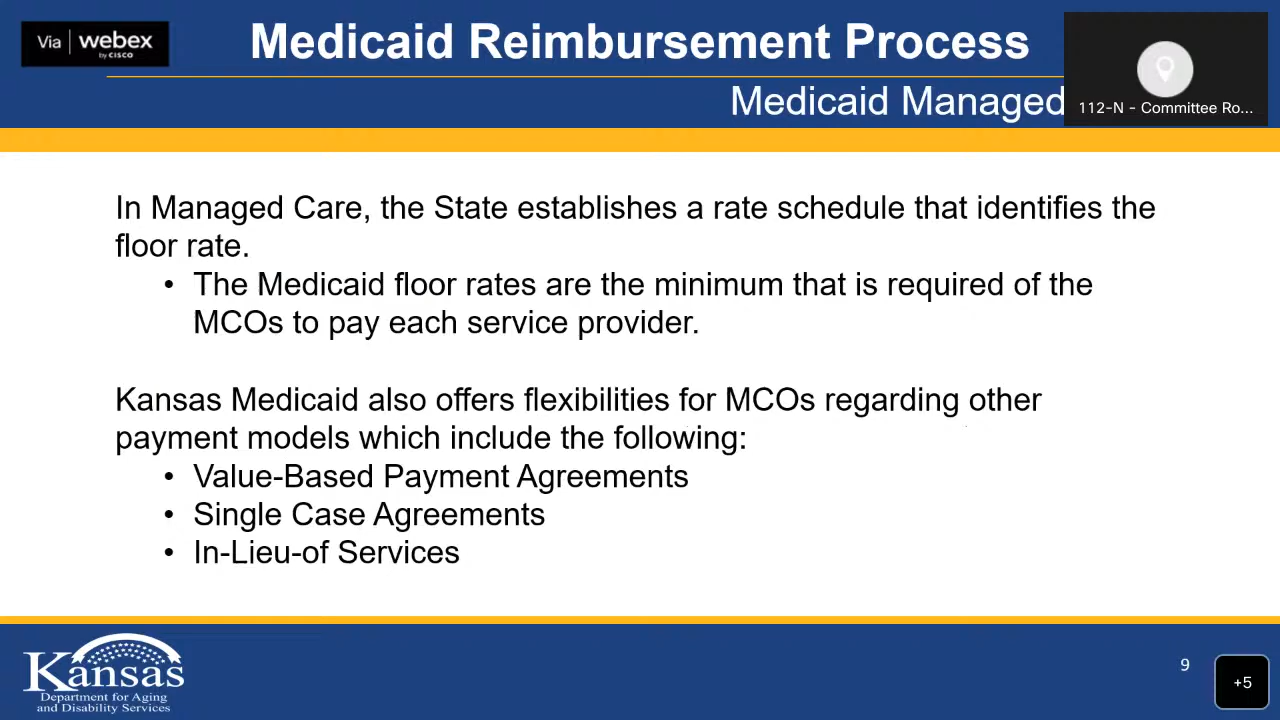 Via | webex
by CISCO
Medicaid Reimbursement Process
Medicaid Managed
112-N - Committee Ro...
In Managed Care, the State establishes a rate schedule that identifies the
floor rate.
• The Medicaid floor rates are the minimum that is required of the
MCOs to pay each service provider.
Kansas Medicaid also offers flexibilities for MCOs regarding other
payment models which include the following:
• Value-Based Payment Agreements
• Single Case Agreements
• In-Lieu-of Services
Kansas
Department for Aging
and Disability Services
9
+5